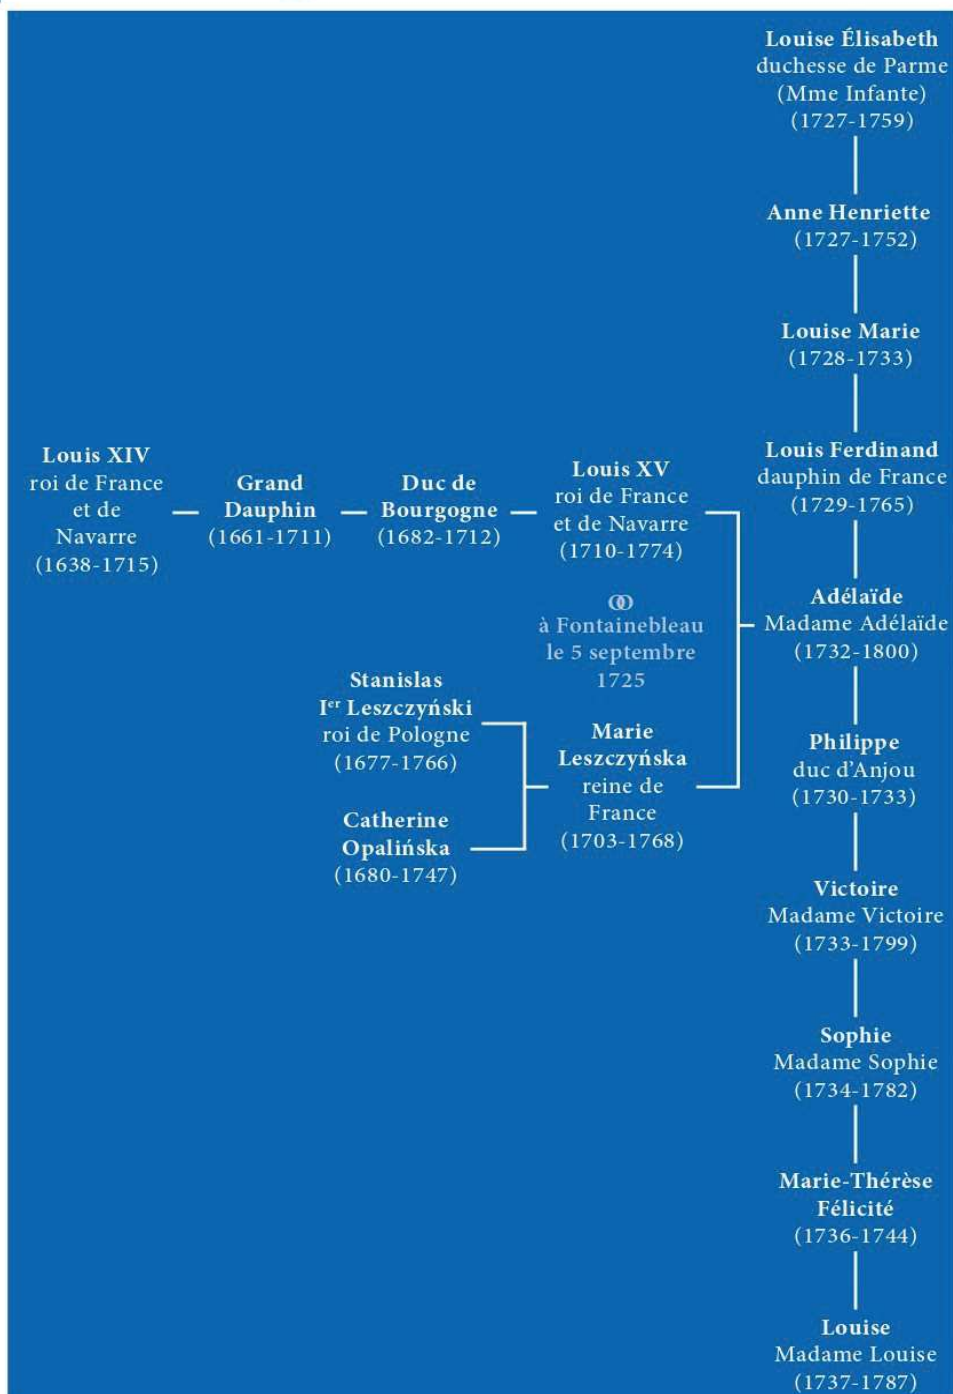 Louis XIV
roi de France
et de
Navarre
(1638-1715)
Grand
Dauphin
(1661-1711)
Duc de
Bourgogne
(1682-1712)
Louis XV
roi de France
et de Navarre
(1710-1774)
à Fontainebleau
le 5 septembre
1725
Stanislas
Ier Leszczyński
roi de Pologne
(1677-1766)
Catherine
Opalińska
(1680-1747)
Marie
Leszczyńska
reine de
France
(1703-1768)
Louise Élisabeth
duchesse de Parme
(Mme Infante)
(1727-1759)
Anne Henriette
(1727-1752)
Louise Marie
(1728-1733)
Louis Ferdinand
dauphin de France
(1729-1765)
Adélaïde
Madame Adélaïde
(1732-1800)
Philippe
duc d'Anjou
(1730-1733)
Victoire
Madame Victoire
(1733-1799)
Sophie
Madame Sophie
(1734-1782)
Marie-Thérèse
Félicité
(1736-1744)
Louise
Madame Louise
(1737-1787)